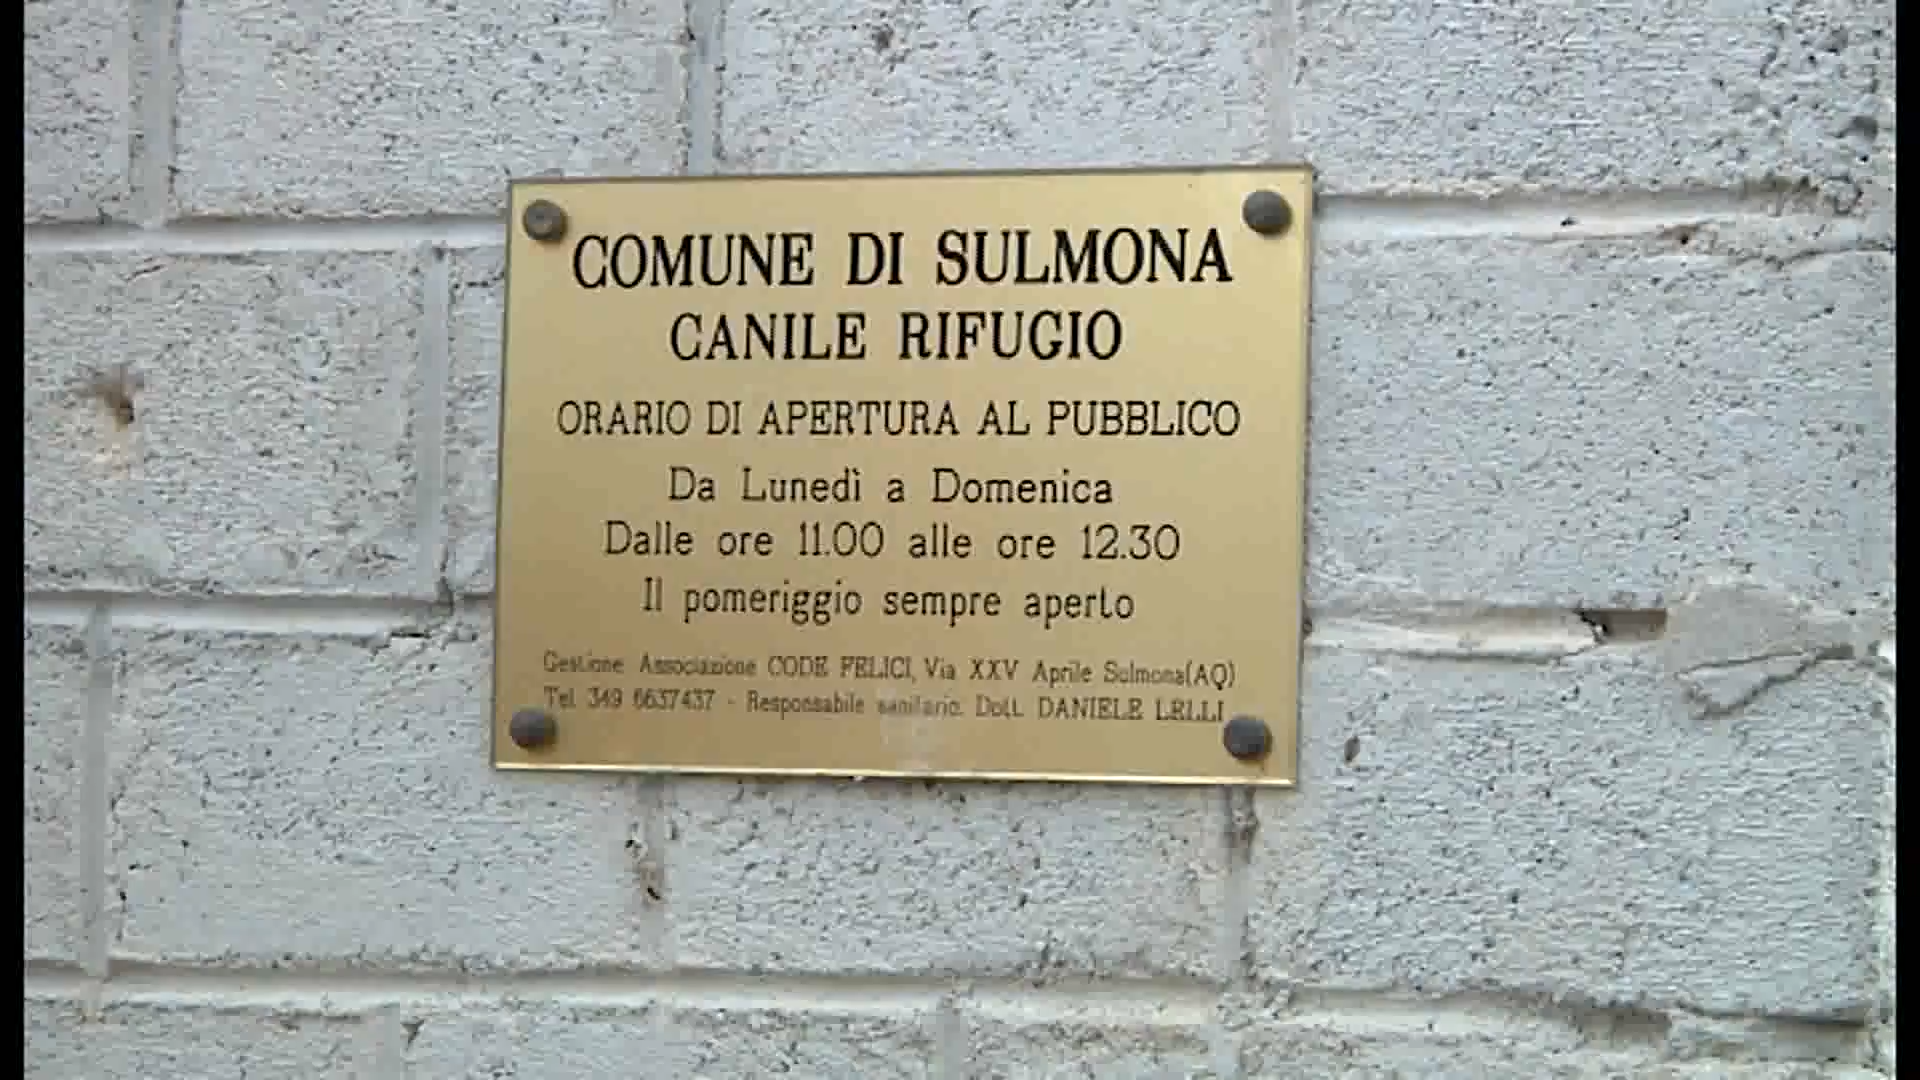 COMUNE DI SULMONA
CANILE RIFUGIO
ORARIO DI APERTURA AL PUBBLICO
Da Lunedì a Domenica
Dalle ore 11.00 alle ore 12.30
Il pomeriggio sempre aperto
Gestione Associazione CODE FELICI, Via XXV Aprile Sulmona(AQ)
Tel 349 6637437 - Responsabile sanitario. Dott. DANIELE LELLI